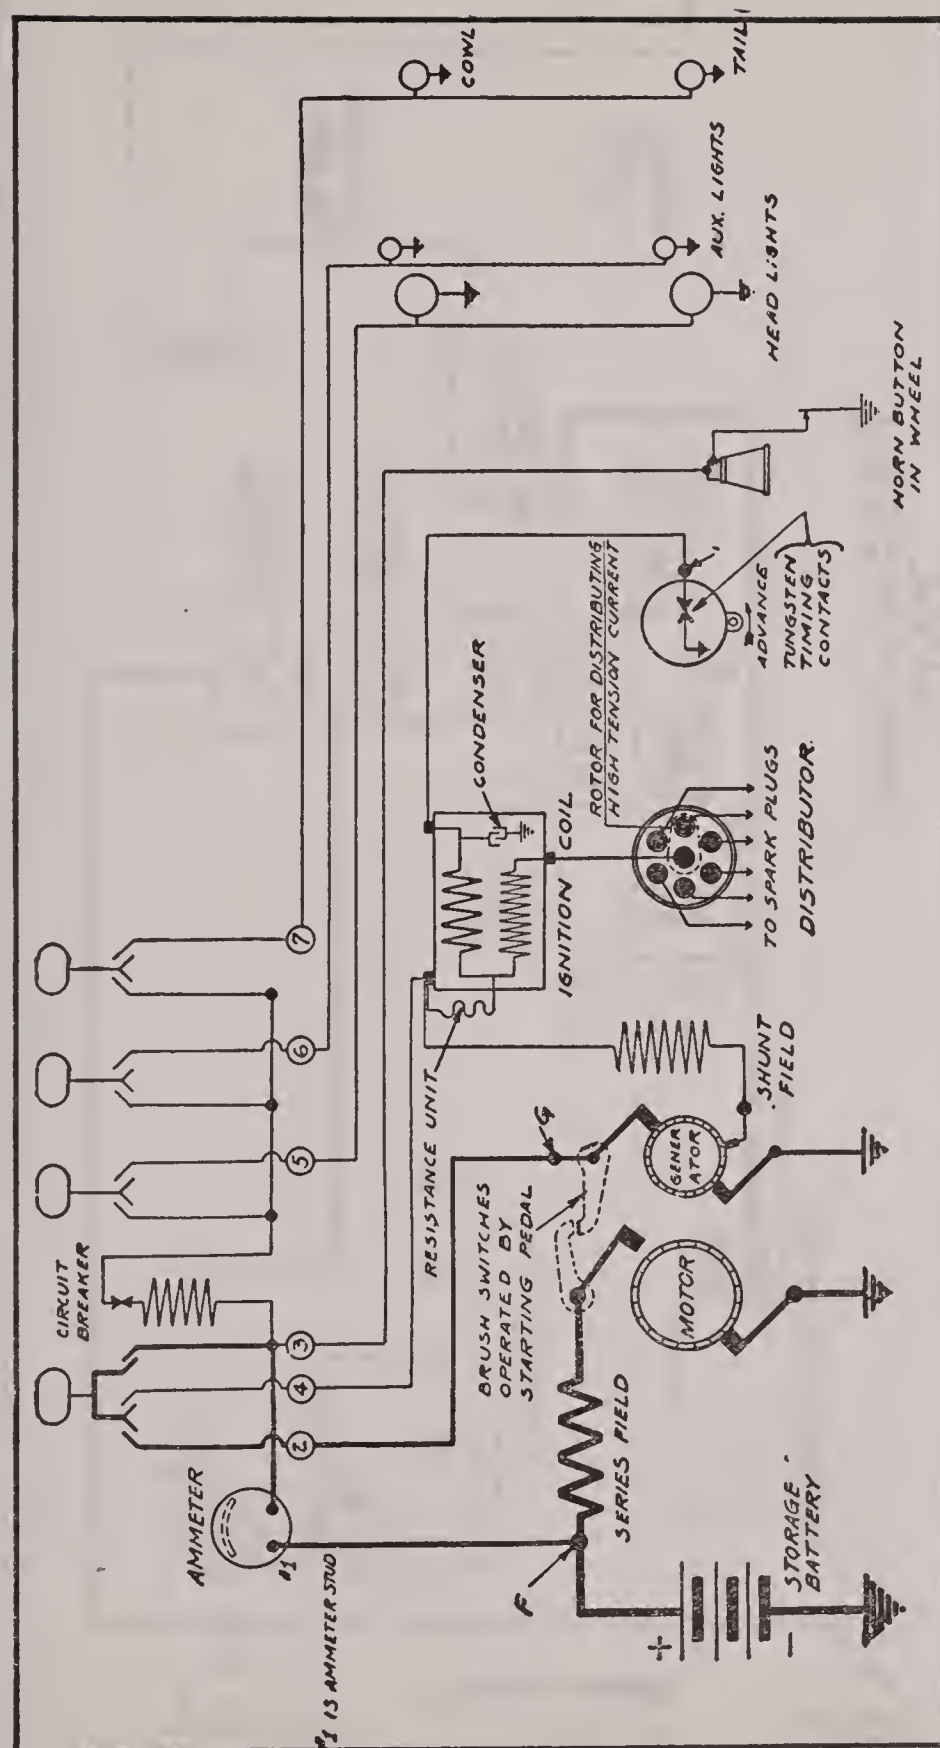 COWL
TAIL
AUX. LIGHTS
HEAD LIGHTS
HORN BUTTON
IN WHEEL
ROTOR FOR DISTRIBUTING
HIGH TENSION CURRENT
ADVANCE
TUNGSTEN
TIMING
CONTACTS
CONDENSER
IGNITION COIL
TO SPARK PLUGS
DISTRIBUTOR.
7
6
5
3
4
2
CIRCUIT
BREAKER
RESISTANCE UNIT
SHUNT
FIELD
G
GENER
ATOR
BRUSH SWITCHES
OPERATED BY
STARTING PEDAL
MOTOR
SERIES FIELD
AMMETER
#1
#1 IS AMMETER STUD
F
+
-
STORAGE
BATTERY